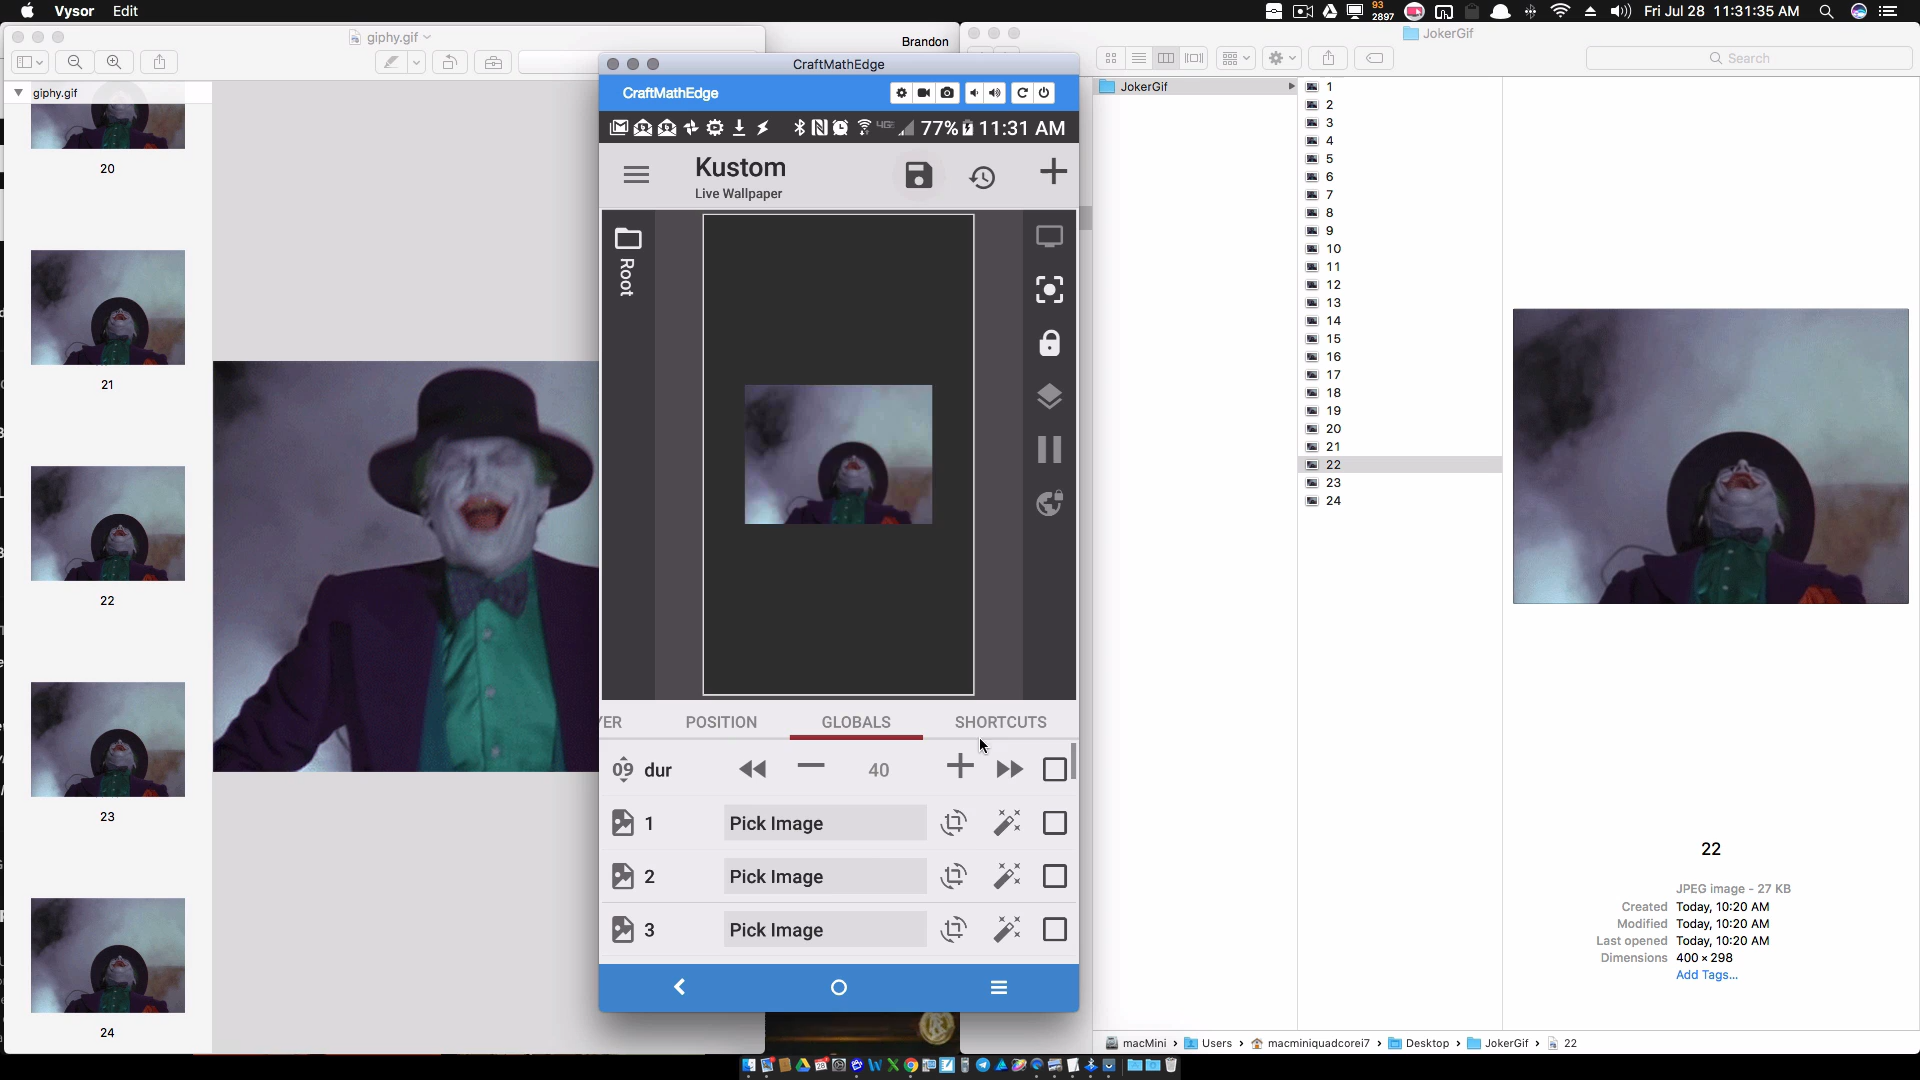 Vysor Edit
93
2897
Fri Jul 28 11:31:35 AM
giphy.gif
Brandon
JokerGif
Search
giphy.gif
20
21
22
23
24
CraftMathEdge
CraftMathEdge
4G
77% 11:31 AM
Kustom
Live Wallpaper
Root
YER POSITION GLOBALS SHORTCUTS
09 dur 40
1 Pick Image
2 Pick Image
3 Pick Image
JokerGif
1
2
3
4
5
6
7
8
9
10
11
12
13
14
15
16
17
18
19
20
21
22
23
24
22
JPEG image - 27 KB
Created Today, 10:20 AM
Modified Today, 10:20 AM
Last opened Today, 10:20 AM
Dimensions 400 × 298
Add Tags...
macMini Users macminiquadcorei7 Desktop JokerGif 22